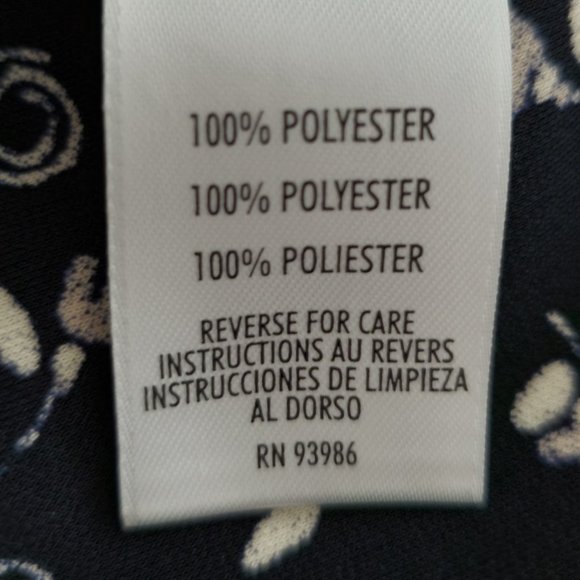 100% POLYESTER
100% POLYESTER
100% POLIESTER
REVERSE FOR CARE
INSTRUCTIONS AU REVERS
INSTRUCCIONES DE LIMPIEZA
AL DORSO
RN 93986